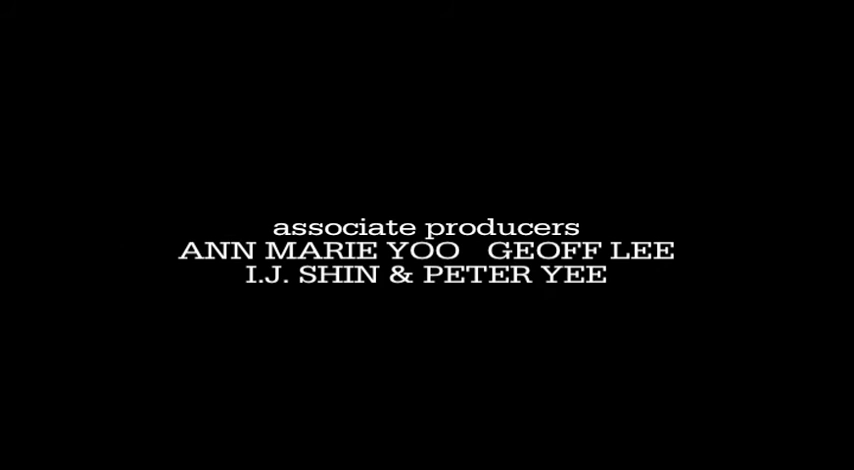 associate producers
ANN MARIE YOO GEOFF LEE
I.J. SHIN & PETER YEE